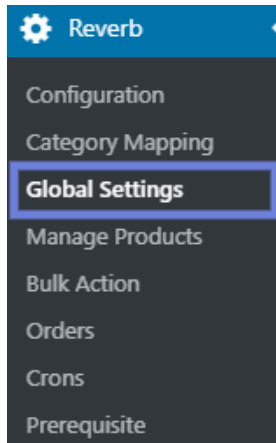 Reverb
Configuration
Category Mapping
Global Settings
Manage Products
Bulk Action
Orders
Crons
Prerequisite